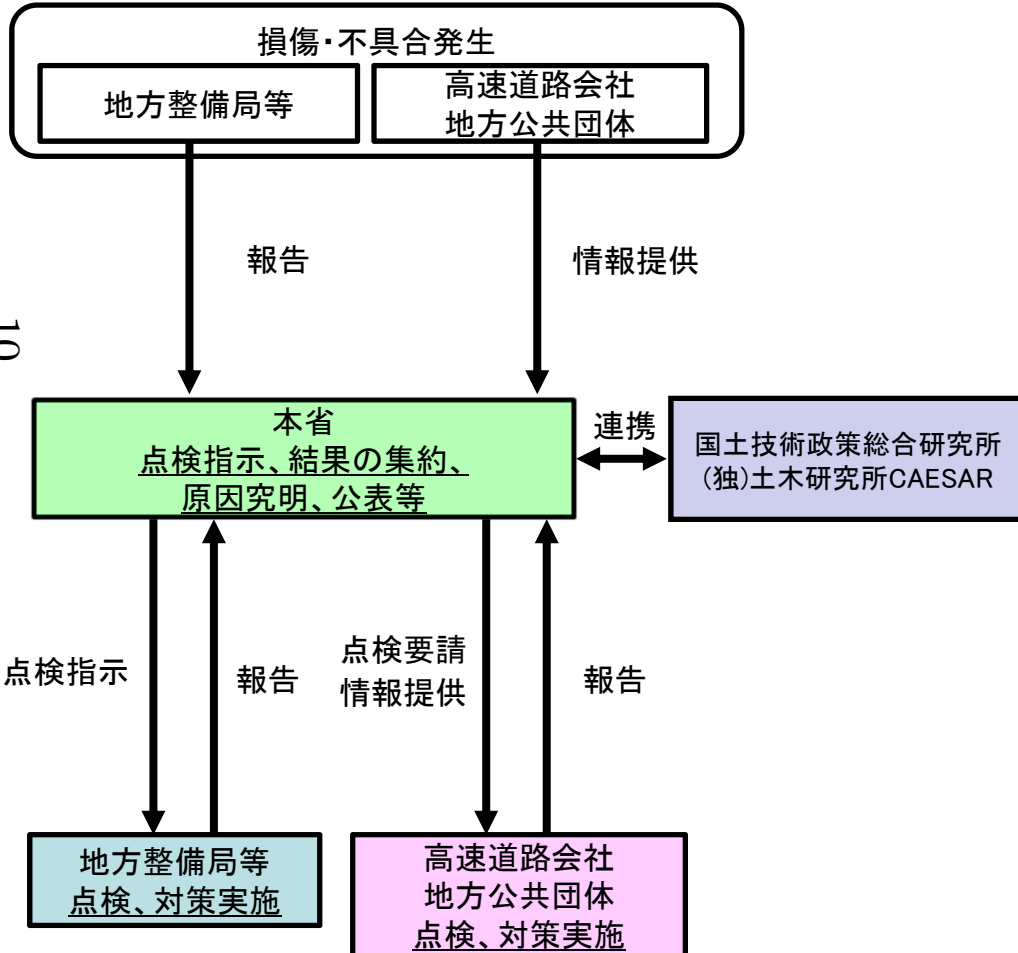 損傷・不具合発生
地方整備局等
高速道路会社
地方公共団体
報告
情報提供
10
本省
点検指示、結果の集約、
原因究明、公表等
連携
国土技術政策総合研究所
(独)土木研究所CAESAR
点検指示
報告
点検要請
情報提供
報告
地方整備局等
点検、対策実施
高速道路会社
地方公共団体
点検、対策実施